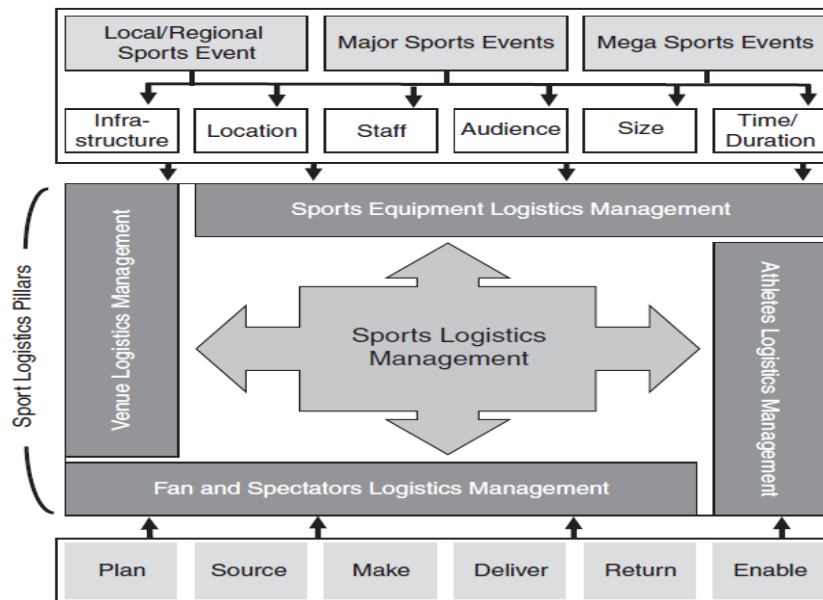 Local/Regional
Sports Event
Major Sports Events
Mega Sports Events
Infra-
structure
Location
Staff
Audience
Size
Time/
Duration
Sport Logistics Pillars
Venue Logistics Management
Sports Equipment Logistics Management
Sports Logistics
Management
Athletes Logistics Management
Fan and Spectators Logistics Management
Plan
Source
Make
Deliver
Return
Enable